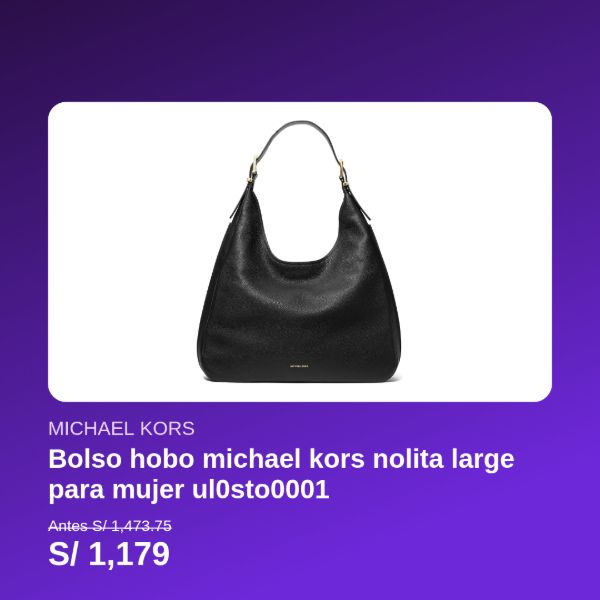 MICHAEL KORS
Bolso hobo michael kors nolita large
para mujer ul0sto0001
Antes S/ 1,473.75
S/ 1,179